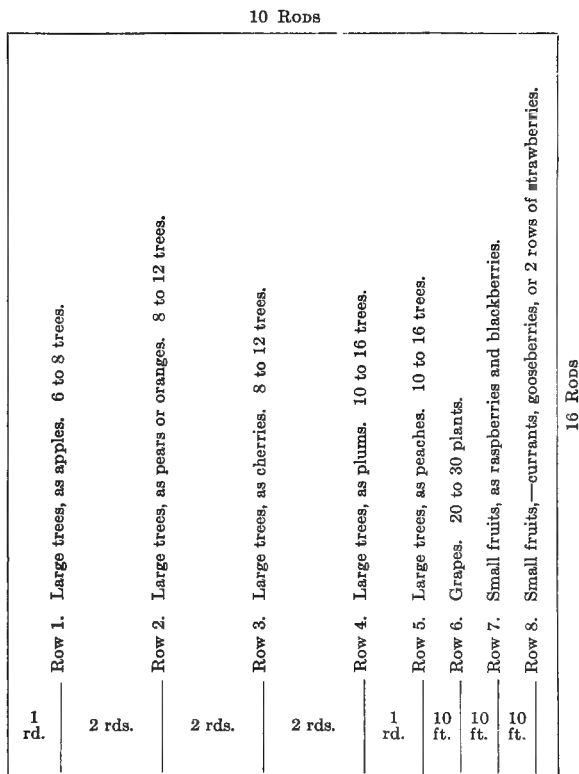 10 Rods
Row 1. Large trees, as apples. 6 to 8 trees.
Row 2. Large trees, as pears or oranges. 8 to 12 trees.
Row 3. Large trees, as cherries. 8 to 12 trees.
Row 4. Large trees, as plums. 10 to 16 trees.
Row 5. Large trees, as peaches. 10 to 16 trees.
Row 6. Grapes. 20 to 30 plants.
Row 7. Small fruits, as raspberries and blackberries.
Row 8. Small fruits,—currants, gooseberries, or 2 rows of strawberries.
16 Rods
1
rd.
2 rds.
2 rds.
2 rds.
1
rd.
10
ft.
10
ft.
10
ft.